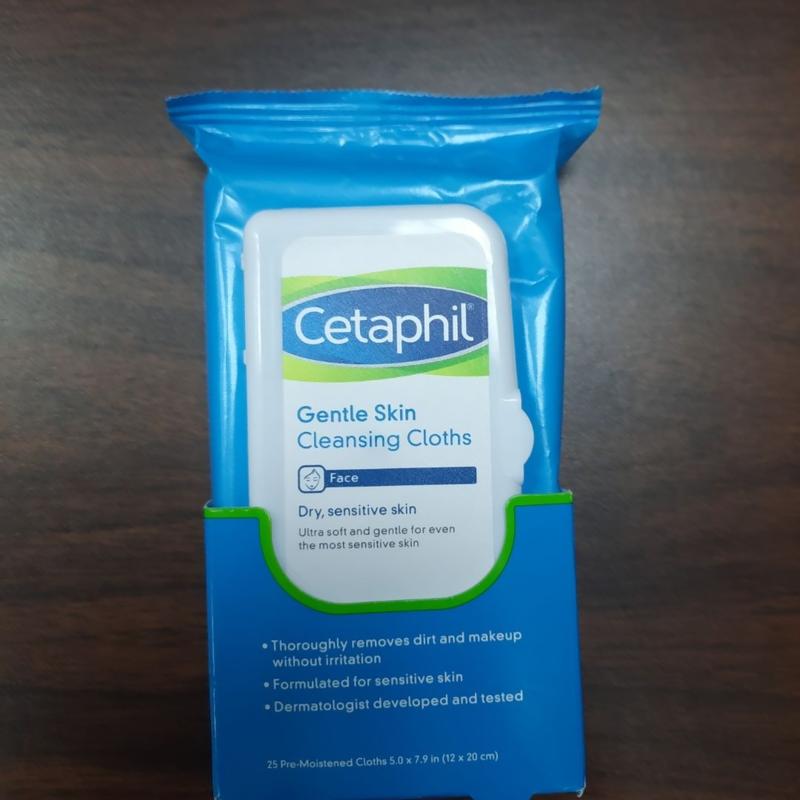 Cetaphil®
Gentle Skin
Cleansing Cloths
Face
Dry, sensitive skin
Ultra soft and gentle for even
the most sensitive skin
• Thoroughly removes dirt and makeup
without irritation
• Formulated for sensitive skin
• Dermatologist developed and tested
25 Pre-Moistened Cloths 5.0 x 7.9 in (12 x 20 cm)